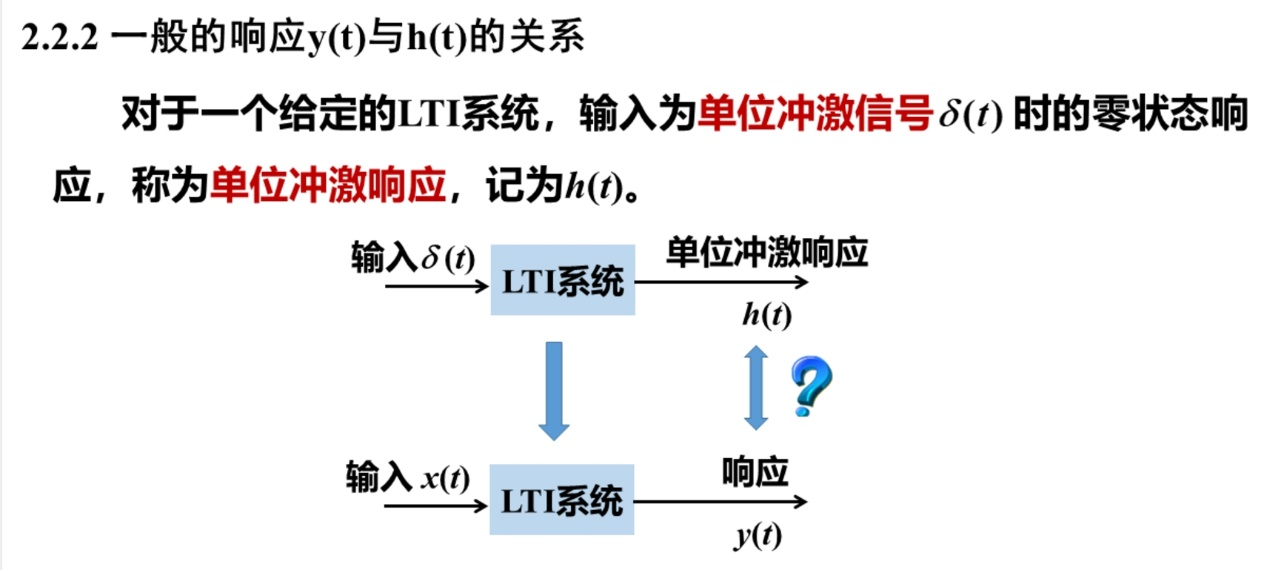 2.2.2 一般的响应y(t)与h(t)的关系
对于一个给定的LTI系统，输入为单位冲激信号δ(t) 时的零状态响
应，称为单位冲激响应，记为h(t)。
输入δ(t)
LTI系统
单位冲激响应
h(t)
?
输入 x(t)
LTI系统
响应
y(t)